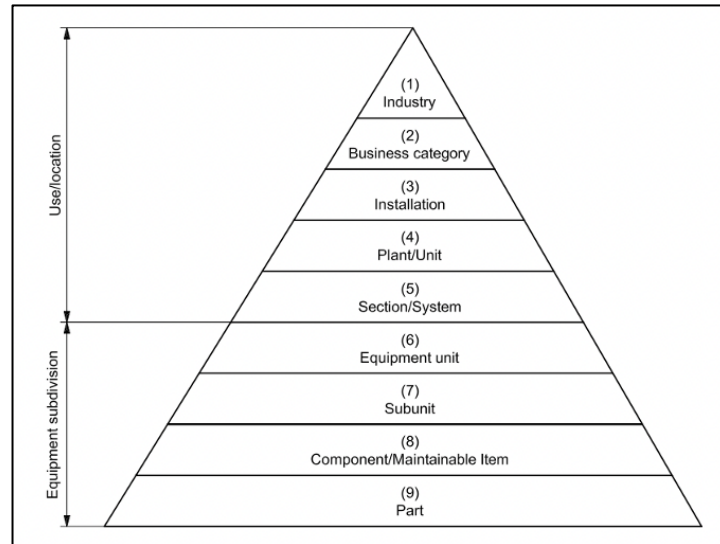 (1)
Industry
(2)
Business category
(3)
Installation
(4)
Plant/Unit
(5)
Section/System
(6)
Equipment unit
(7)
Subunit
(8)
Component/Maintainable Item
(9)
Part
Use/location
Equipment subdivision